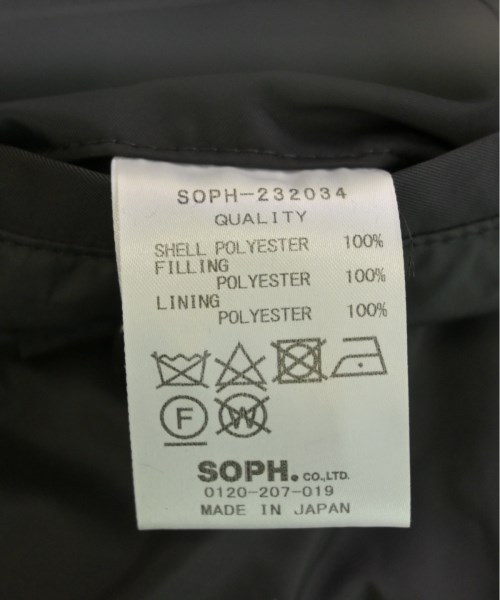 SOPH-232034
QUALITY
SHELL POLYESTER 100%
FILLING
POLYESTER 100%
LINING
POLYESTER 100%
F W
SOPH. CO.,LTD.
0120-207-019
MADE IN JAPAN